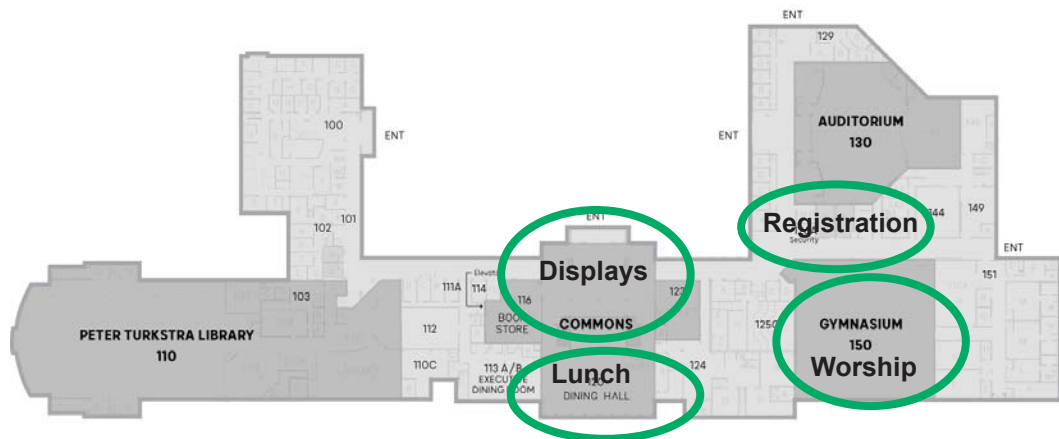 ENT
129
100
ENT
ENT
AUDITORIUM
130
101
102
ENT
Registration
144
149
Security
ENT
Displays
Elevator
111A
114
116
BOOK
STORE
103
151
COMMONS
PETER TURKSTRA LIBRARY
110
112
110C
113 A/B
EXECUTIVE
DINING ROOM
Lunch
DINING HALL
124
GYMNASIUM
150
Worship